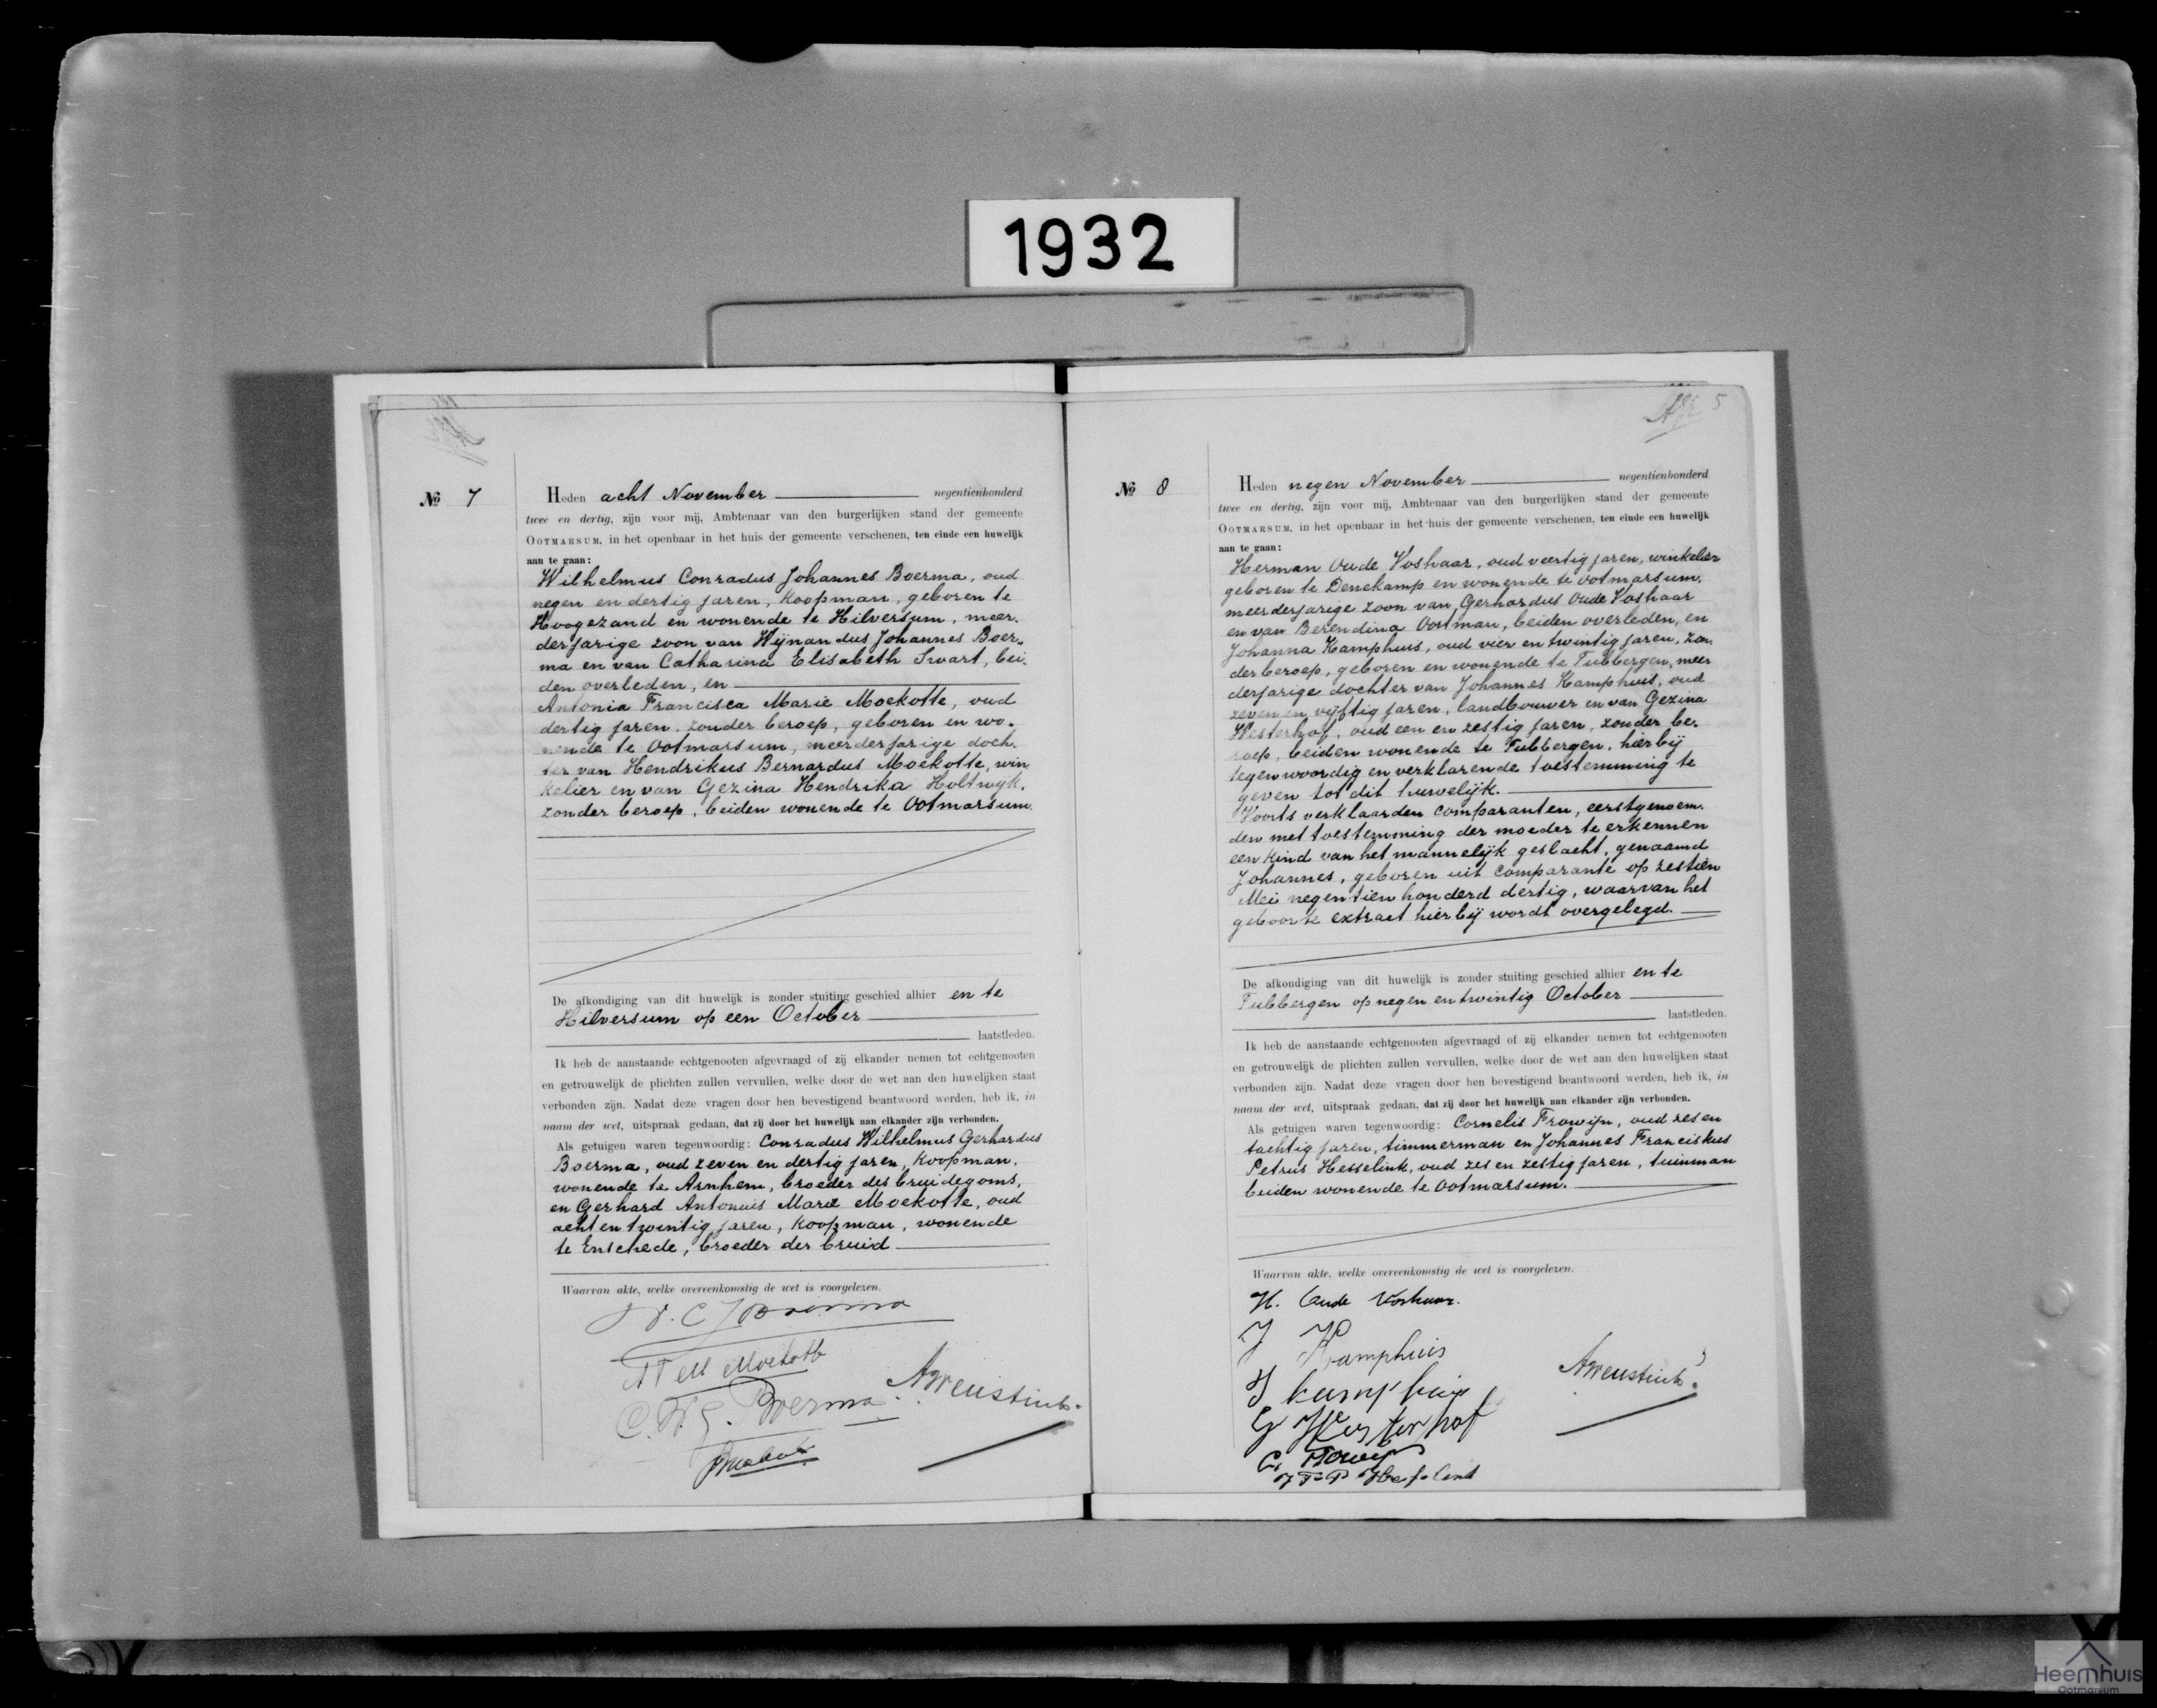 1932
No 7
Heden acht November negentienhonderd
twee en dertig, zijn voor mij, Ambtenaar van den burgerlijken stand der gemeente
OOTMARSUM, in het openbaar in het huis der gemeente verschenen, ten einde een huwelijk
aan te gaan:
Wilhelmus Conradus Johannes Boerma, oud
negen en dertig jaren, koopman, geboren te
Hoogezand en wonende te Hilversum, meer-
derjarige zoon van Wijnandus Johannes Boer-
ma en van Catharina Elisabeth Swart, bei-
den overleden, en
Antonia Francisca Marie Moekotte, oud
dertig jaren, zonder beroep, geboren en wo-
nende te Ootmarsum, meerderjarige doch-
ter van Hendrikus Bernardus Moekotte, win
kelier en van Gezina Hendrika Holtwijk,
zonder beroep, beiden wonende te Ootmarsum.
De afkondiging van dit huwelijk is zonder stuiting geschied alhier en te
Hilversum op een October
laatstleden.
Ik heb de aanstaande echtgenooten afgevraagd of zij elkander nemen tot echtgenooten
en getrouwelijk de plichten zullen vervullen, welke door de wet aan den huwelijken staat
verbonden zijn. Nadat deze vragen door hen bevestigend beantwoord werden, heb ik, in
naam der wet, uitspraak gedaan, dat zij door het huwelijk aan elkander zijn verbonden.
Als getuigen waren tegenwoordig: Conradus Wilhelmus Gerhardus
Boerma, oud zeven en dertig jaren, koopman,
wonende te Arnhem, broeder des bruidegoms,
en Gerhard Antonius Marie Moekotte, oud
acht en twintig jaren, koopman, wonende
te Enschede, broeder der bruid
Waarvan akte, welke overeenkomstig de wet is voorgelezen.
W. C J Boerma
Moekotte
C. W. G. Boerma
No 8
5
Heden negen November negentienhonderd
twee en dertig, zijn voor mij, Ambtenaar van den burgerlijken stand der gemeente
OOTMARSUM, in het openbaar in het huis der gemeente verschenen, ten einde een huwelijk
aan te gaan:
Herman Oude Voshaar, oud veertig jaren, winkelier
geboren te Denekamp en wonende te Ootmarsum,
meerderjarige zoon van Gerhardus Oude Voshaar
en van Berendina Oortman, beiden overleden, en
Johanna Kamphuis, oud vier en twintig jaren, zon-
der beroep, geboren en wonende te Tubbergen, meer
derjarige dochter van Johannes Kamphuis, oud
zeven en vijftig jaren, landbouwer en van Gezina
Westerhof, oud een en zestig jaren, zonder be-
roep, beiden wonende te Tubbergen, hierbij
tegenwoordig en verklarende toestemming te
geven tot dit huwelijk.
Voorts verklaarden comparanten, eerstgenoem-
den met toestemming der moeder te erkennen
een kind van het mannelijk geslacht, genaamd
Johannes, geboren uit comparante op zestien
Mei negentien honderd dertig, waarvan het
geboorte extract hierbij wordt overgelegd.
De afkondiging van dit huwelijk is zonder stuiting geschied alhier en te
Tubbergen op negen en twintig October
laatstleden.
Ik heb de aanstaande echtgenooten afgevraagd of zij elkander nemen tot echtgenooten
en getrouwelijk de plichten zullen vervullen, welke door de wet aan den huwelijken staat
verbonden zijn. Nadat deze vragen door hen bevestigend beantwoord werden, heb ik, in
naam der wet, uitspraak gedaan, dat zij door het huwelijk aan elkander zijn verbonden.
Als getuigen waren tegenwoordig: Cornelis Frowijn, oud zes en
tachtig jaren, timmerman en Johannes Franciskus
Petrus Hesselink, oud zes en zestig jaren, tuinman
beiden wonende te Ootmarsum.
Waarvan akte, welke overeenkomstig de wet is voorgelezen.
H. Oude Voshaar.
J Kamphuis
J kamphuis
G Westerhof
C. Frowijn
J F P Hesselink
Heemhuis
Ootmarsum